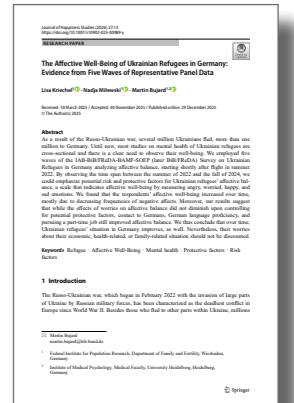 Journal of Happiness Studies (2026) 27:13
https://doi.org/10.1007/s10902-025-00989-y
RESEARCH PAPER
The Affective Well-Being of Ukrainian Refugees in Germany:
Evidence from Five Waves of Representative Panel Data
Lisa Kriechel · Nadja Milewski · Martin Bujard
Received: 10 March 2025 / Accepted: 30 November 2025 / Published online: 29 December 2025
© The Author(s) 2025
Abstract
As a result of the Russo-Ukrainian war, several million Ukrainians fled, more than one
million to Germany. Until now, most studies on mental health of Ukrainian refugees are
cross-sectional and there is a clear need to observe their well-being. We employed five
waves of the IAB-BiB/FReDA-BAMF-SOEP (later BiB/FReDA) Survey on Ukrainian
Refugees in Germany analyzing affective balance, starting shortly after flight in summer
2022. By observing the time span between the summer of 2022 and the fall of 2024, we
could emphasize potential risk and protective factors for Ukrainian refugees' affective bal-
ance, a scale that indicates affective well-being by measuring angry, worried, happy, and
sad emotions. We found that the respondents' affective well-being increased over time,
mostly due to decreasing frequencies of negative affects. Moreover, our results suggest
that while the effects of worries on affective balance did not diminish upon controlling
for potential protective factors, contact to Germans, German language proficiency, and
pursuing a part-time job still improved affective balance. We thus conclude that over time,
Ukrainian refugees' situation in Germany improves, as well. Nevertheless, their worries
about their economic, health-related, or family-related situation should not be discounted.
Keywords Refugee · Affective Well-Being · Mental health · Protective factors · Risk
factors
1 Introduction
The Russo-Ukrainian war, which began in February 2022 with the invasion of large parts
of Ukraine by Russian military forces, has been characterized as the deadliest conflict in
Europe since World War II. Besides those who fled to other parts within Ukraine, millions
Martin Bujard
martin.bujard@bib.bund.de
1 Federal Institute for Population Research, Department of Family and Fertility, Wiesbaden,
Germany
2 Institute of Medical Psychology, Medical Faculty, University Heidelberg, Heidelberg,
Germany
Springer